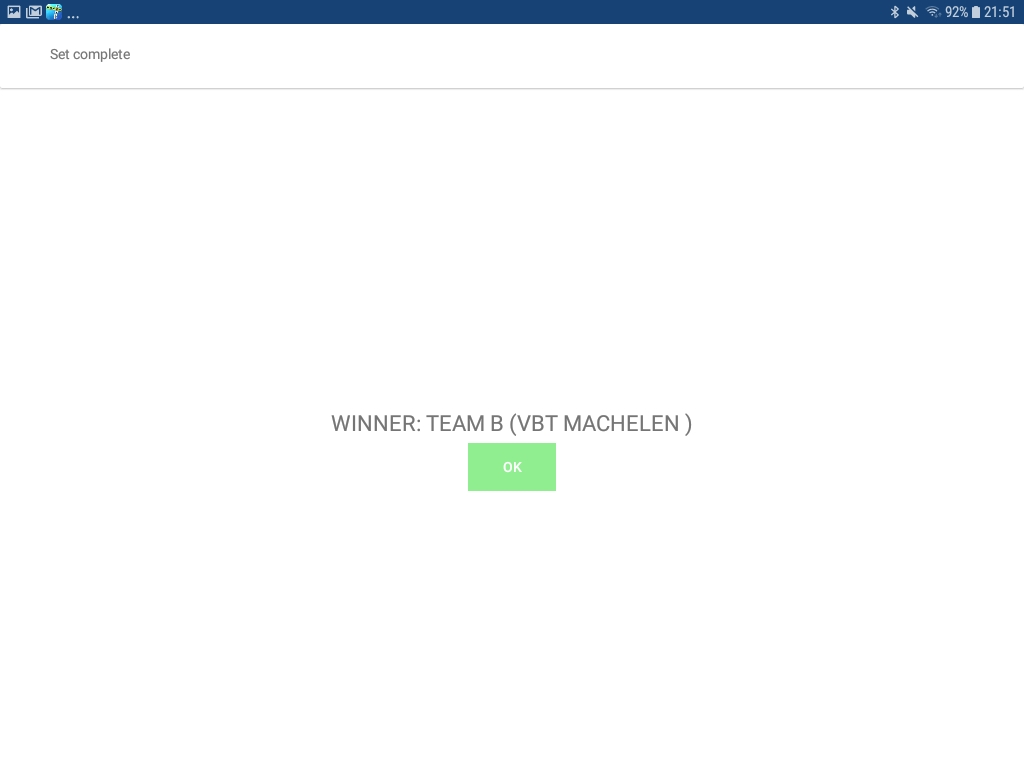 ... 92% 21:51
Set complete
WINNER: TEAM B (VBT MACHELEN )
OK